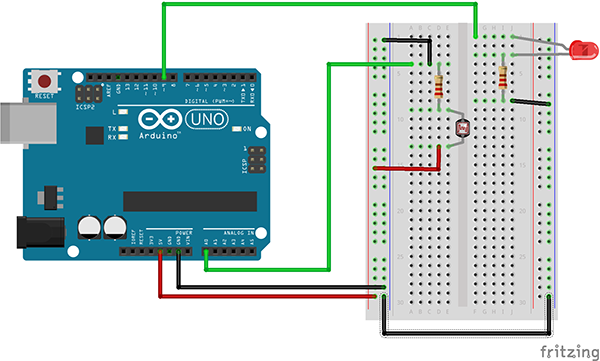 RESET
ICSP2
AREF
GND
13
12
11
10
~9
8
7
~6
~5
4
~3
2
TX→1
RX←0
DIGITAL (PWM=~)
L
TX
RX
UNO
Arduino™
ON
ICSP
1
IOREF
RESET
3V3
5V
GND
GND
VIN
POWER
ANALOG IN
A0
A1
A2
A3
A4
A5
A B C D E
F G H I J
10
15
20
25
30
fritzing